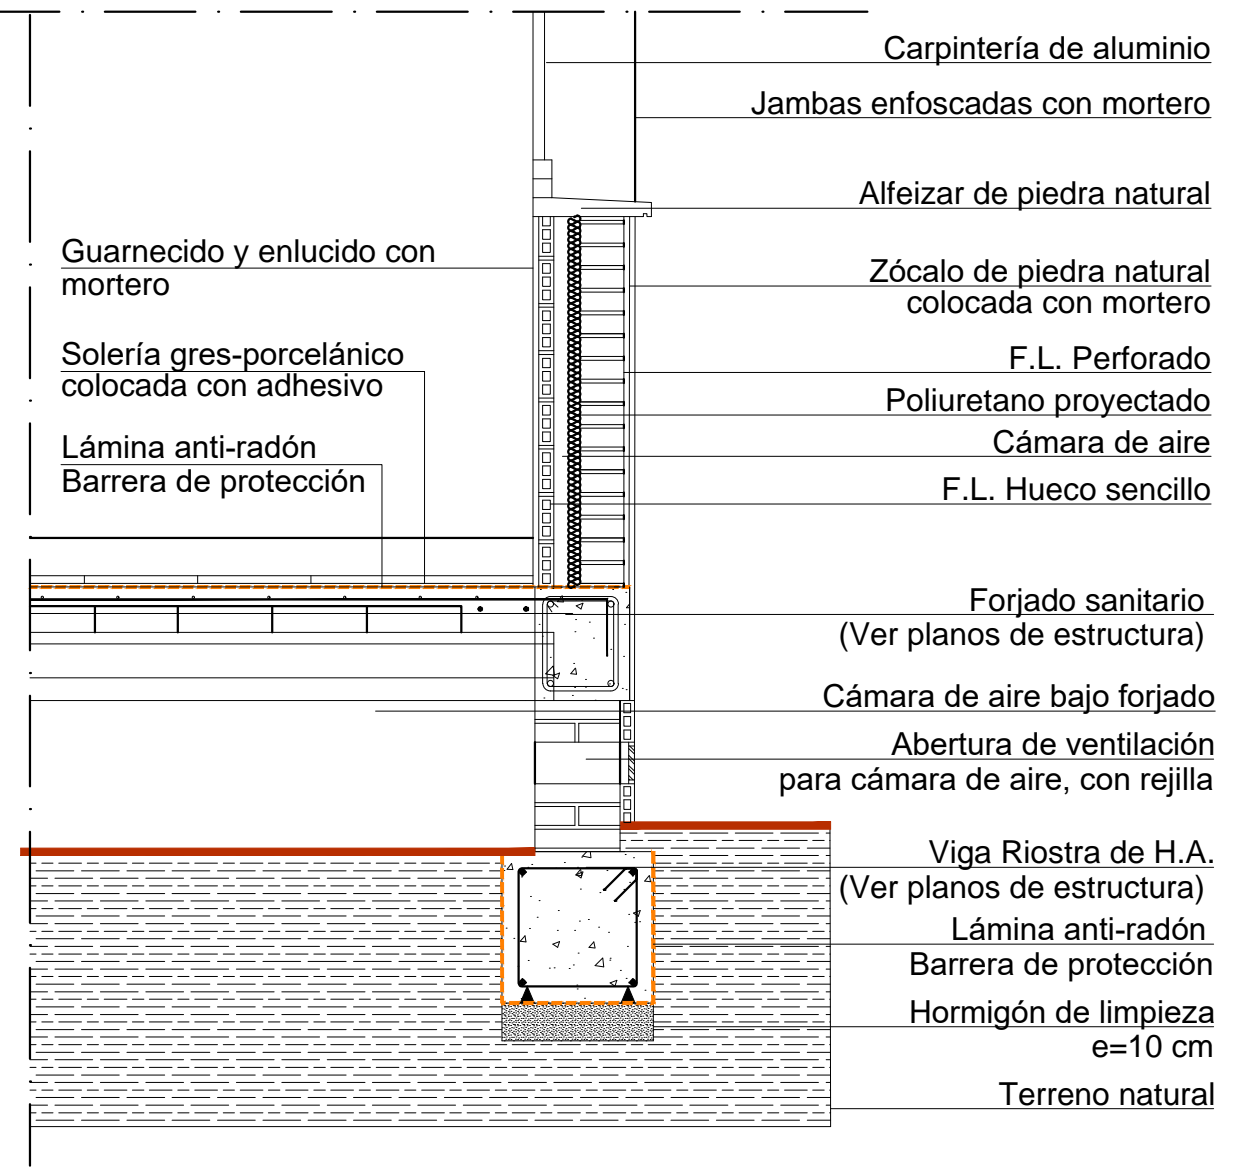 Carpintería de aluminio
Jambas enfoscadas con mortero
Alfeizar de piedra natural
Guarnecido y enlucido con
mortero
Zócalo de piedra natural
colocada con mortero
Solería gres-porcelánico
colocada con adhesivo
F.L. Perforado
Poliuretano proyectado
Lámina anti-radón
Barrera de protección
Cámara de aire
F.L. Hueco sencillo
Forjado sanitario
(Ver planos de estructura)
Cámara de aire bajo forjado
Abertura de ventilación
para cámara de aire, con rejilla
Viga Riostra de H.A.
(Ver planos de estructura)
Lámina anti-radón
Barrera de protección
Hormigón de limpieza
e=10 cm
Terreno natural